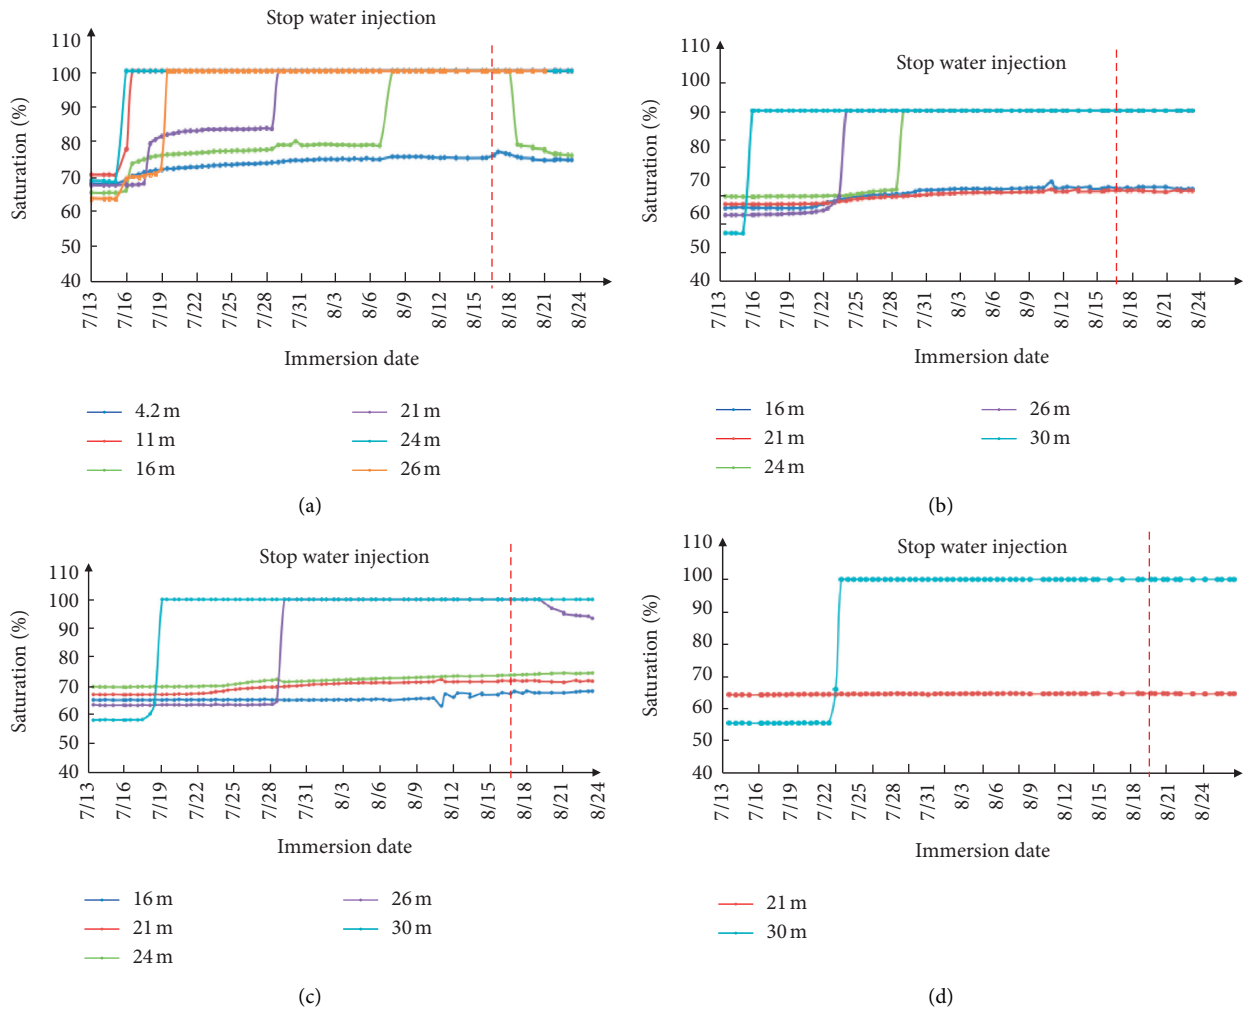 Stop water injection
110
100
90
80
70
60
50
40
Saturation (%)
7/13
7/16
7/19
7/22
7/25
7/28
7/31
8/3
8/6
8/9
8/12
8/15
8/18
8/21
8/24
Immersion date
4.2 m
11 m
16 m
21 m
24 m
26 m
(a)
Stop water injection
110
100
90
80
70
60
50
40
Saturation (%)
7/13
7/16
7/19
7/22
7/25
7/28
7/31
8/3
8/6
8/9
8/12
8/15
8/18
8/21
8/24
Immersion date
16 m
21 m
24 m
26 m
30 m
(b)
Stop water injection
110
100
90
80
70
60
50
40
Saturation (%)
7/13
7/16
7/19
7/22
7/25
7/28
7/31
8/3
8/6
8/9
8/12
8/15
8/18
8/21
8/24
Immersion date
16 m
21 m
24 m
26 m
30 m
(c)
Stop water injection
110
100
90
80
70
60
50
40
Saturation (%)
7/13
7/16
7/19
7/22
7/25
7/28
7/31
8/3
8/6
8/9
8/12
8/15
8/18
8/21
8/24
Immersion date
21 m
30 m
(d)